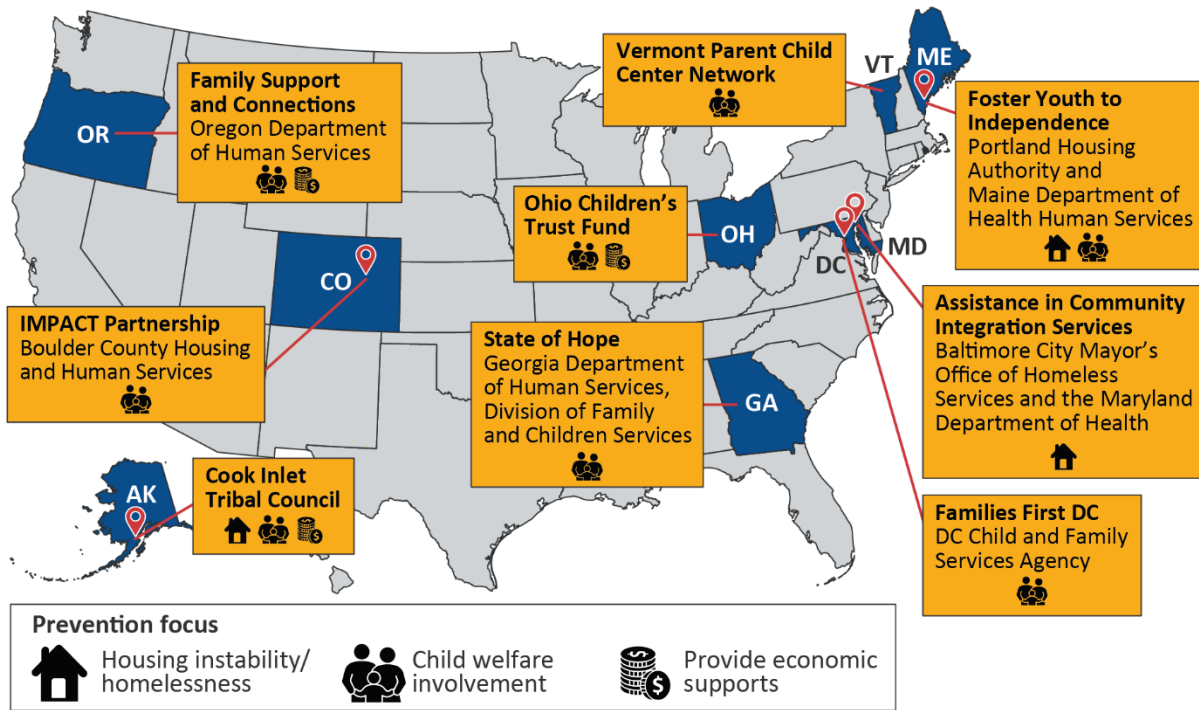 Vermont Parent Child
Center Network
VT
ME
Family Support
and Connections
Oregon Department
of Human Services
OR
Foster Youth to
Independence
Portland Housing
Authority and
Maine Department of
Health Human Services
Ohio Children's
Trust Fund
OH
MD
DC
CO
IMPACT Partnership
Boulder County Housing
and Human Services
State of Hope
Georgia Department
of Human Services,
Division of Family
and Children Services
GA
Assistance in Community
Integration Services
Baltimore City Mayor's
Office of Homeless
Services and the Maryland
Department of Health
AK
Cook Inlet
Tribal Council
Families First DC
DC Child and Family
Services Agency
Prevention focus
Housing instability/
homelessness
Child welfare
involvement
$ Provide economic
supports